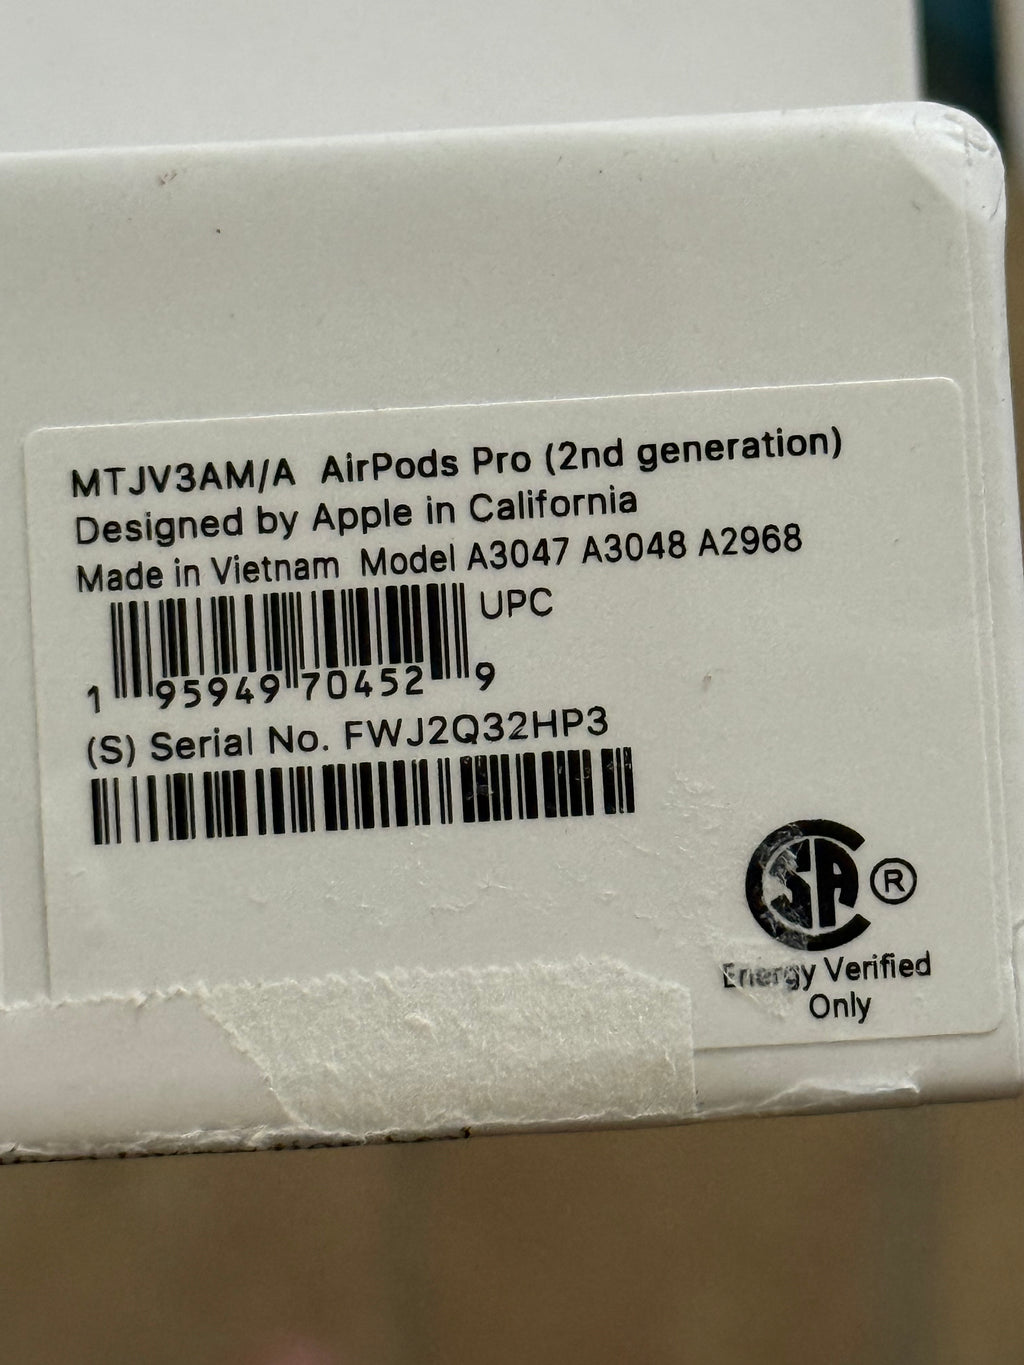 MTJV3AM/A AirPods Pro (2nd generation)
Designed by Apple in California
Made in Vietnam Model A3047 A3048 A2968
UPC
1 95949 70452 9
(S) Serial No. FWJ2Q32HP3
SA ®
Energy Verified
Only